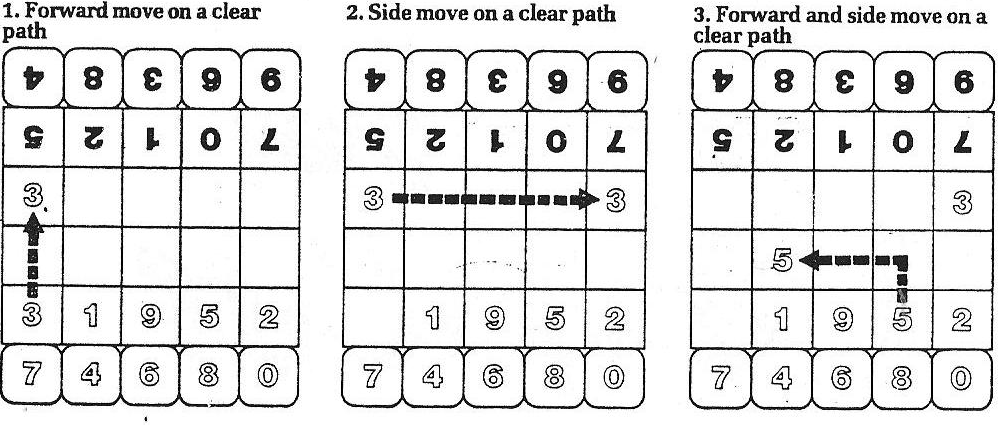 1. Forward move on a clear
path
4 8 3 6 9
5 2 1 0 7
3
3 1 9 5 2
7 4 6 8 0
2. Side move on a clear path
4 8 3 6 9
5 2 1 0 7
3 3
1 9 5 2
7 4 6 8 0
3. Forward and side move on a
clear path
4 8 3 6 9
5 2 1 0 7
3
5
1 9 5 2
7 4 6 8 0